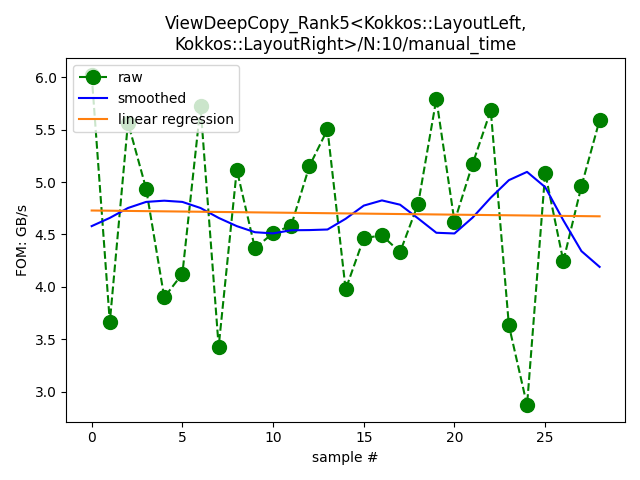 ViewDeepCopy_Rank5<Kokkos::LayoutLeft,
Kokkos::LayoutRight>/N:10/manual_time
raw
smoothed
linear regression
FOM: GB/s
6.0
5.5
5.0
4.5
4.0
3.5
3.0
0
5
10
15
20
25
sample #